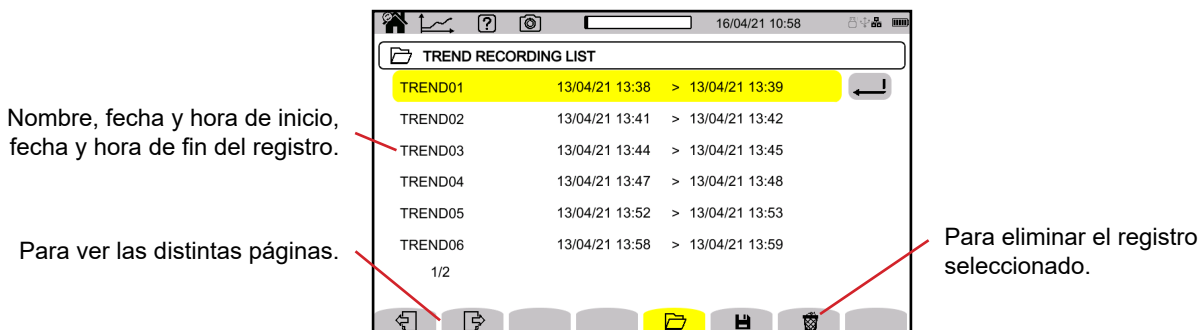 ? 16/04/21 10:58
TREND RECORDING LIST
TREND01 13/04/21 13:38 > 13/04/21 13:39
Nombre, fecha y hora de inicio,
fecha y hora de fin del registro.
TREND02 13/04/21 13:41 > 13/04/21 13:42
TREND03 13/04/21 13:44 > 13/04/21 13:45
TREND04 13/04/21 13:47 > 13/04/21 13:48
TREND05 13/04/21 13:52 > 13/04/21 13:53
TREND06 13/04/21 13:58 > 13/04/21 13:59
Para ver las distintas páginas.
Para eliminar el registro
seleccionado.
1/2